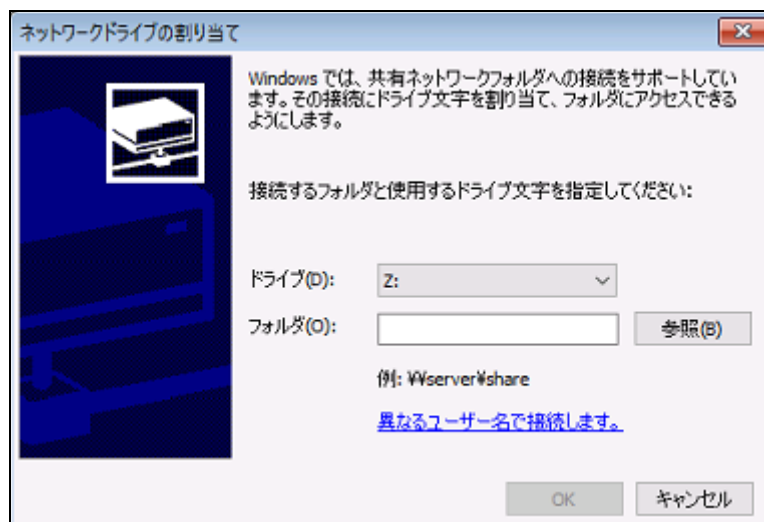 ネットワークドライブの割り当て
Windows では、共有ネットワークフォルダへの接続をサポートしてい
ます。その接続にドライブ文字を割り当て、フォルダにアクセスできる
ようにします。
接続するフォルダと使用するドライブ文字を指定してください:
ドライブ(D): Z:
フォルダ(O): 参照(B)
例: ¥¥server¥share
異なるユーザー名で接続します。
OK キャンセル